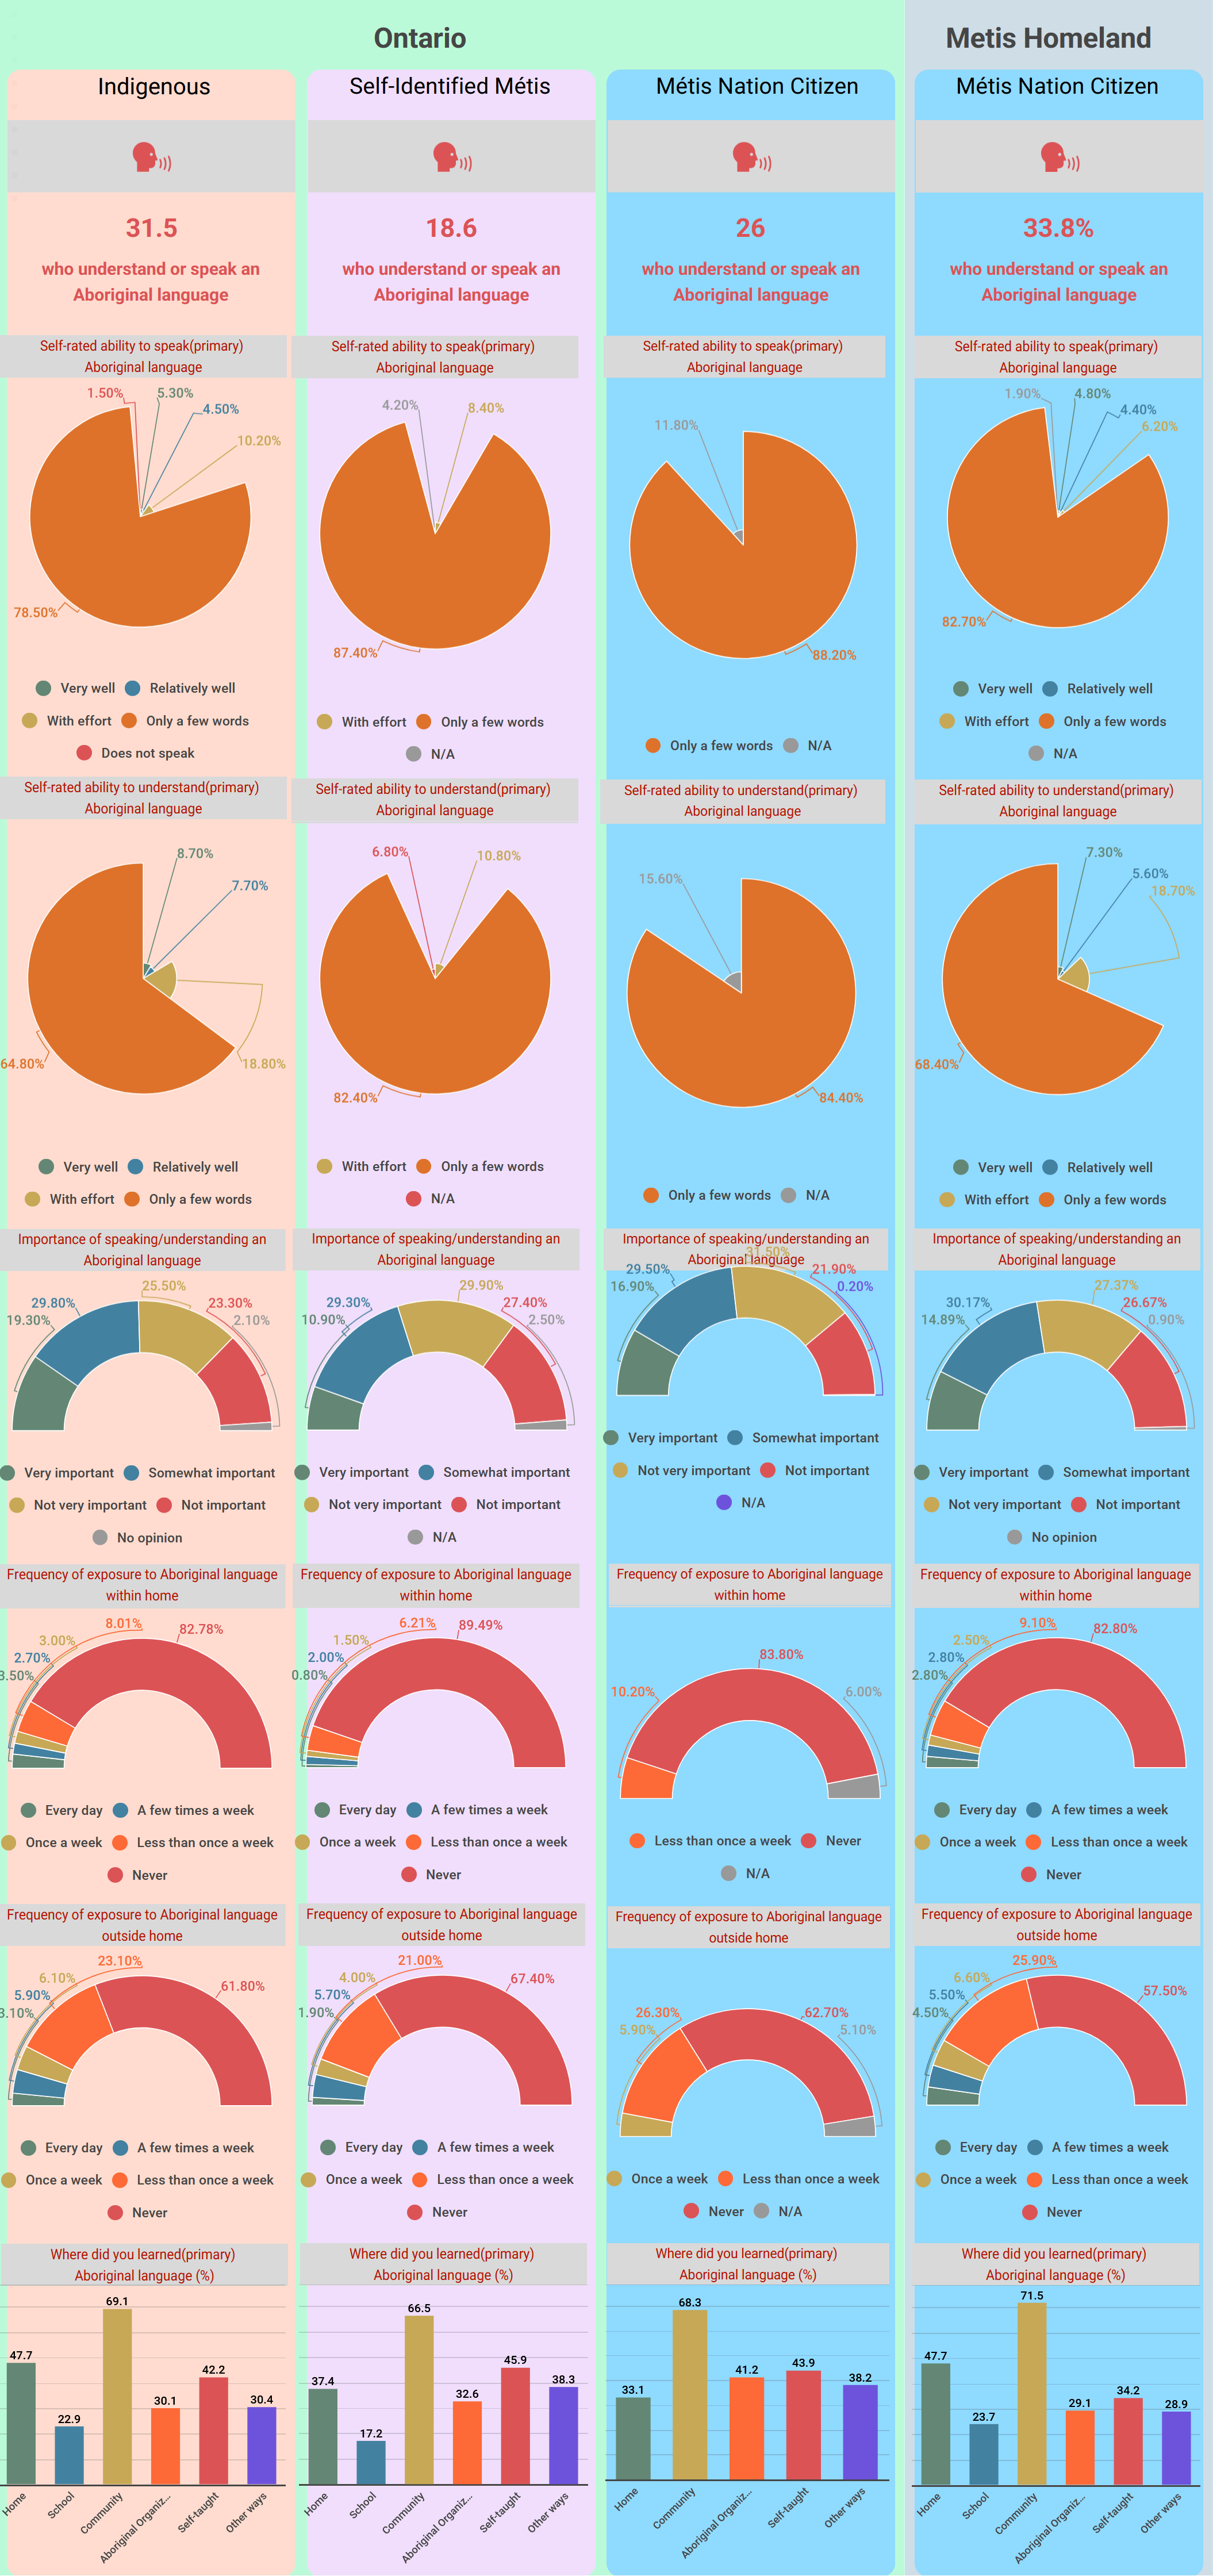 Ontario
Metis Homeland
Indigenous
Self-Identified Métis
Métis Nation Citizen
Métis Nation Citizen
31.5
who understand or speak an
Aboriginal language
18.6
who understand or speak an
Aboriginal language
26
who understand or speak an
Aboriginal language
33.8%
who understand or speak an
Aboriginal language
Self-rated ability to speak(primary)
Aboriginal language
1.50%
5.30%
4.50%
10.20%
78.50%
Very well
Relatively well
With effort
Only a few words
Does not speak
Self-rated ability to speak(primary)
Aboriginal language
4.20%
8.40%
87.40%
With effort
Only a few words
N/A
Self-rated ability to speak(primary)
Aboriginal language
11.80%
88.20%
Only a few words
N/A
Self-rated ability to speak(primary)
Aboriginal language
1.90%
4.80%
4.40%
6.20%
82.70%
Very well
Relatively well
With effort
Only a few words
N/A
Self-rated ability to understand(primary)
Aboriginal language
8.70%
7.70%
64.80%
18.80%
Very well
Relatively well
With effort
Only a few words
Self-rated ability to understand(primary)
Aboriginal language
6.80%
10.80%
82.40%
With effort
Only a few words
N/A
Self-rated ability to understand(primary)
Aboriginal language
15.60%
84.40%
Only a few words
N/A
Self-rated ability to understand(primary)
Aboriginal language
7.30%
5.60%
18.70%
68.40%
Very well
Relatively well
With effort
Only a few words
Importance of speaking/understanding an
Aboriginal language
25.50%
29.80%
23.30%
19.30%
2.10%
Very important
Somewhat important
Not very important
Not important
No opinion
Importance of speaking/understanding an
Aboriginal language
29.90%
29.30%
27.40%
10.90%
2.50%
Very important
Somewhat important
Not very important
Not important
N/A
Importance of speaking/understanding an
Aboriginal language
31.50%
29.50%
21.90%
16.90%
0.20%
Very important
Somewhat important
Not very important
Not important
N/A
Importance of speaking/understanding an
Aboriginal language
27.37%
30.17%
26.67%
14.89%
0.90%
Very important
Somewhat important
Not very important
Not important
No opinion
Frequency of exposure to Aboriginal language
within home
8.01%
82.78%
3.00%
2.70%
3.50%
Every day
A few times a week
Once a week
Less than once a week
Never
Frequency of exposure to Aboriginal language
within home
6.21%
89.49%
1.50%
2.00%
0.80%
Every day
A few times a week
Once a week
Less than once a week
Never
Frequency of exposure to Aboriginal language
within home
83.80%
10.20%
6.00%
Less than once a week
Never
N/A
Frequency of exposure to Aboriginal language
within home
9.10%
82.80%
2.50%
2.80%
2.80%
Every day
A few times a week
Once a week
Less than once a week
Never
Frequency of exposure to Aboriginal language
outside home
23.10%
6.10%
61.80%
5.90%
3.10%
Every day
A few times a week
Once a week
Less than once a week
Never
Frequency of exposure to Aboriginal language
outside home
21.00%
4.00%
67.40%
5.70%
1.90%
Every day
A few times a week
Once a week
Less than once a week
Never
Frequency of exposure to Aboriginal language
outside home
26.30%
62.70%
5.90%
5.10%
Once a week
Less than once a week
Never
N/A
Frequency of exposure to Aboriginal language
outside home
25.90%
6.60%
57.50%
5.50%
4.50%
Every day
A few times a week
Once a week
Less than once a week
Never
Where did you learned(primary)
Aboriginal language (%)
47.7
22.9
69.1
30.1
42.2
30.4
Home
School
Community
Aboriginal Organiz...
Self-taught
Other ways
Where did you learned(primary)
Aboriginal language (%)
37.4
17.2
66.5
32.6
45.9
38.3
Home
School
Community
Aboriginal Organiz...
Self-taught
Other ways
Where did you learned(primary)
Aboriginal language (%)
33.1
68.3
41.2
43.9
38.2
Home
Community
Aboriginal Organiz...
Self-taught
Other ways
Where did you learned(primary)
Aboriginal language (%)
47.7
23.7
71.5
29.1
34.2
28.9
Home
School
Community
Aboriginal Organiz...
Self-taught
Other ways